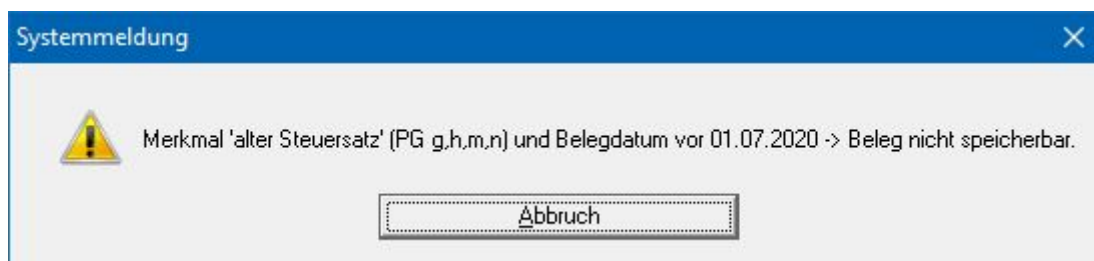 Systemmeldung
Merkmal 'alter Steuersatz' (PG g,h,m,n) und Belegdatum vor 01.07.2020 -> Beleg nicht speicherbar.
Abbruch